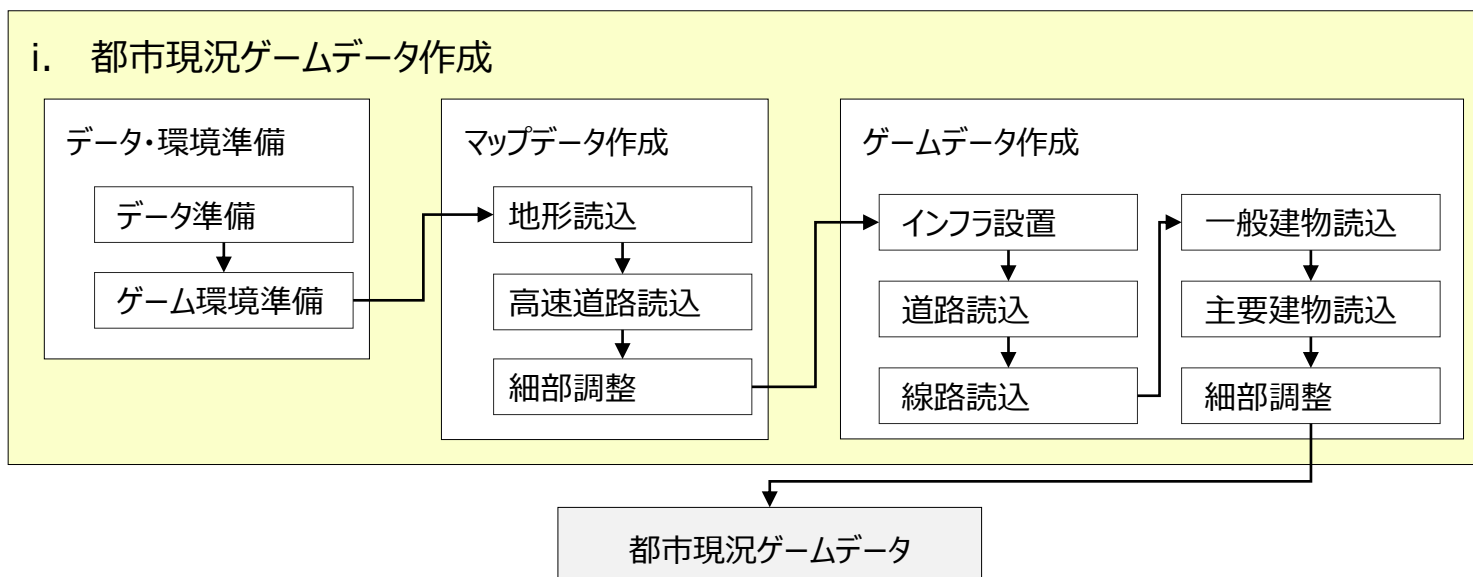 i. 都市現況ゲームデータ作成
データ・環境準備
データ準備
ゲーム環境準備
マップデータ作成
地形読込
高速道路読込
細部調整
ゲームデータ作成
インフラ設置
道路読込
線路読込
一般建物読込
主要建物読込
細部調整
都市現況ゲームデータ